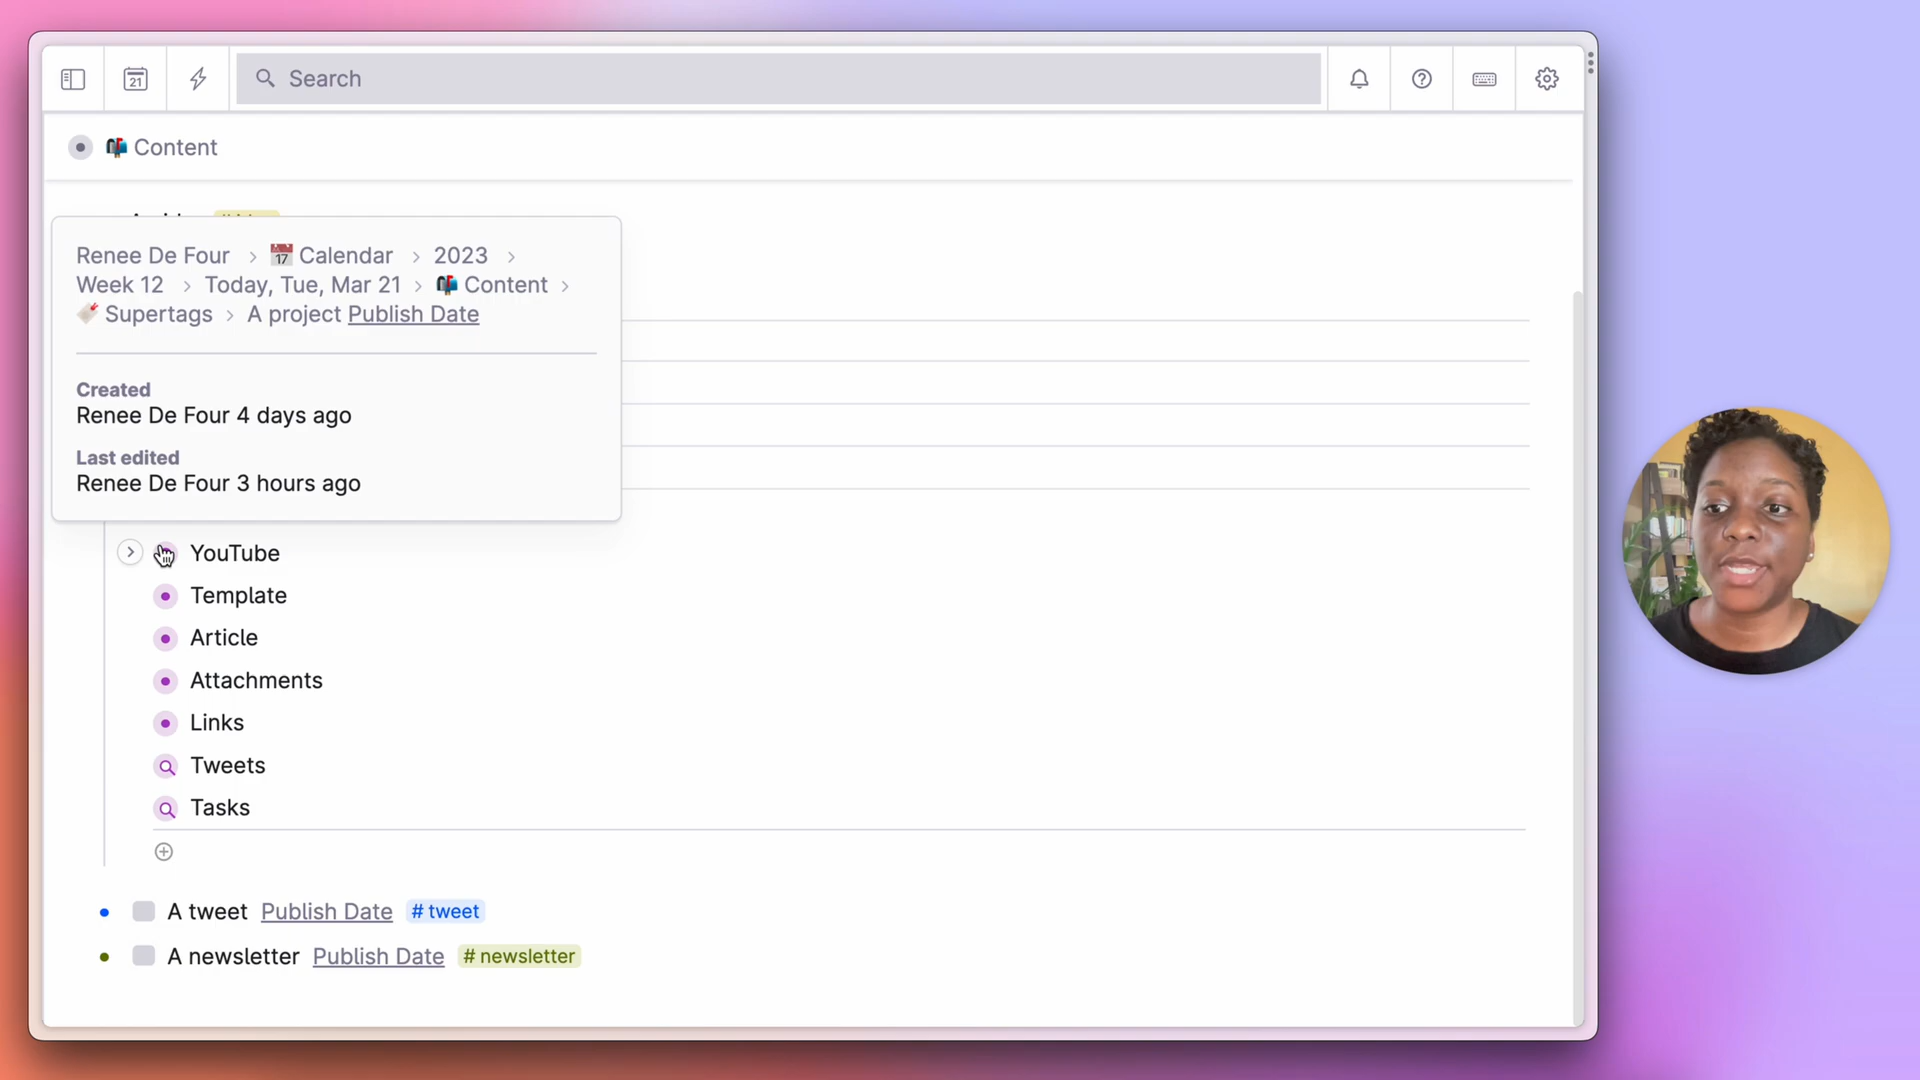 21
Search
Content
Renee De Four > 17 Calendar > 2023 >
Week 12 > Today, Tue, Mar 21 > Content >
Supertags > A project Publish Date
Created
Renee De Four 4 days ago
Last edited
Renee De Four 3 hours ago
YouTube
Template
Article
Attachments
Links
Tweets
Tasks
A tweet Publish Date # tweet
A newsletter Publish Date # newsletter